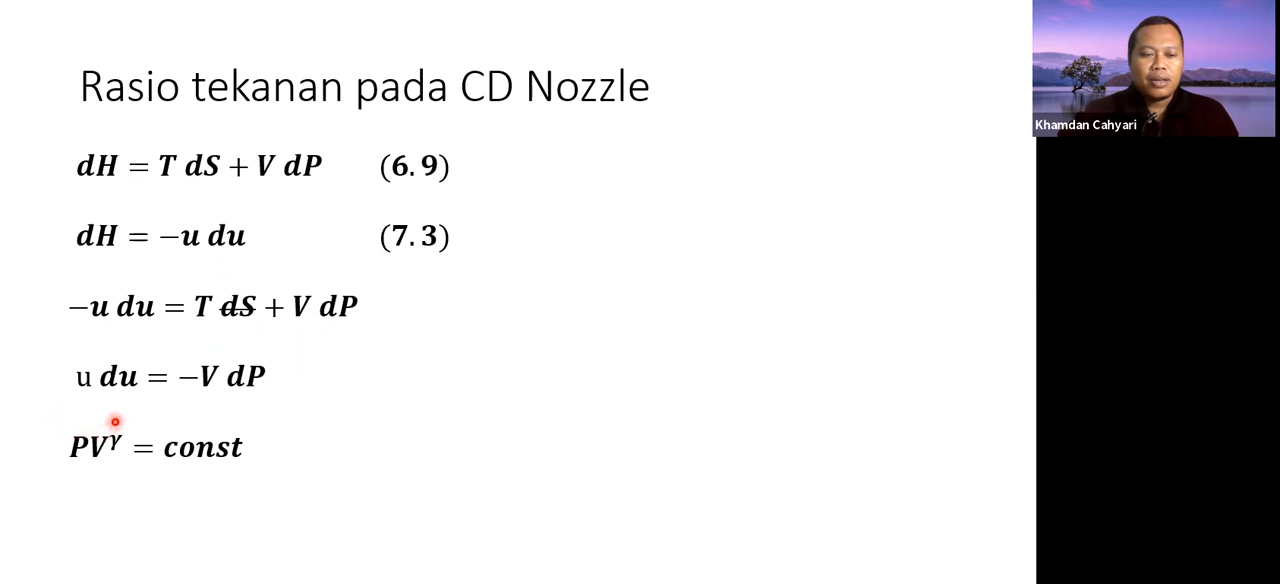 Rasio tekanan pada CD Nozzle
dH = T dS + V dP (6.9)
dH = −u du (7.3)
−u du = T dS + V dP
u du = −V dP
PV^γ = const
Khamdan Cahyari